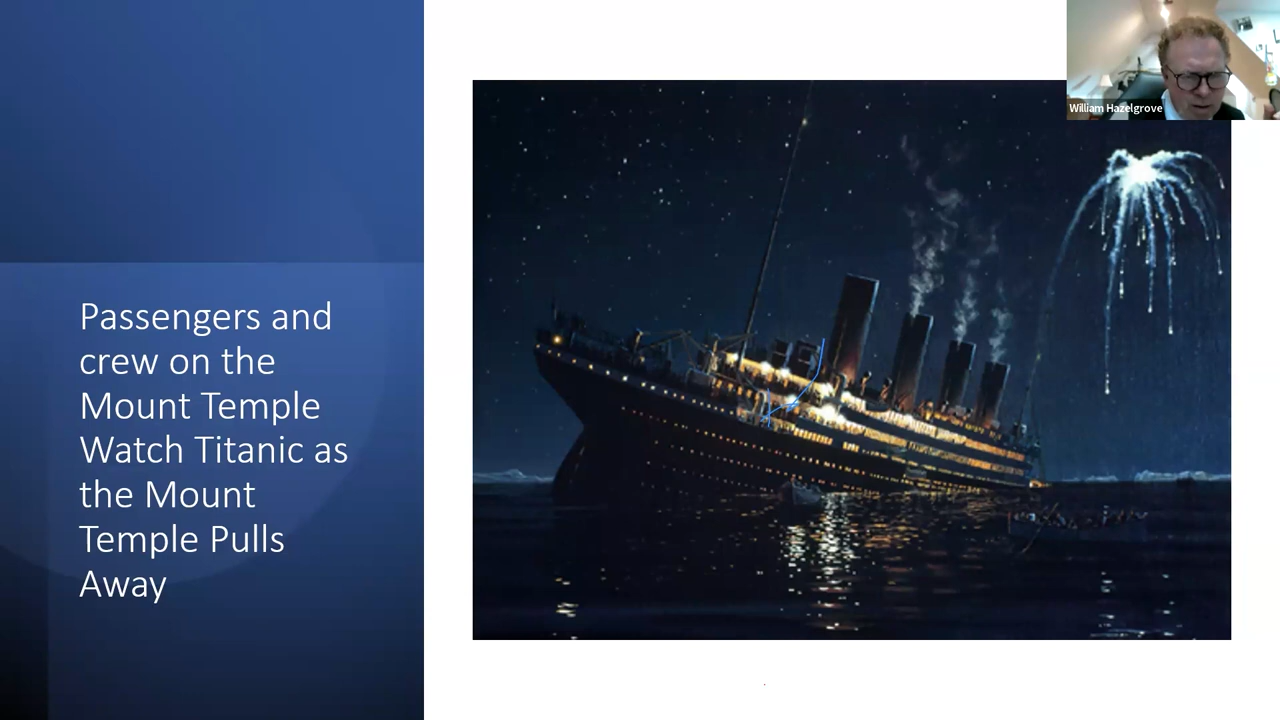 William Hazelgrove
Passengers and
crew on the
Mount Temple
Watch Titanic as
the Mount
Temple Pulls
Away